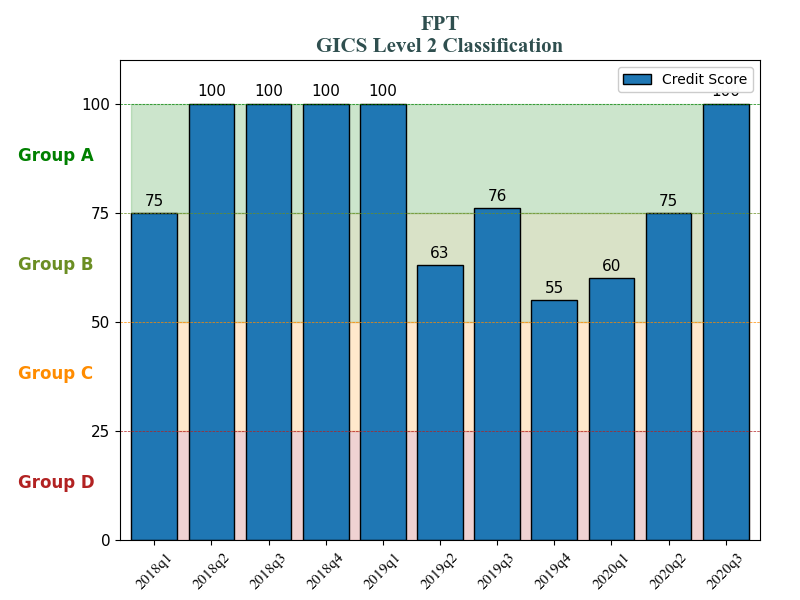 FPT
GICS Level 2 Classification
Credit Score
100
100
100
100
100
100
Group A
75
75
76
75
63
60
55
Group B
50
Group C
25
Group D
0
2018q1
2018q2
2018q3
2018q4
2019q1
2019q2
2019q3
2019q4
2020q1
2020q2
2020q3